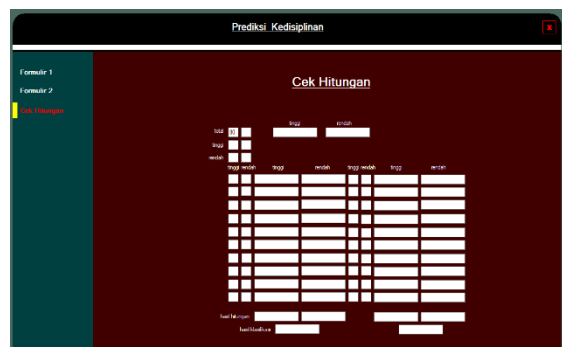 Prediksi Kedisiplinan
x
Formulir 1
Formulir 2
Cek Hitungan
Cek Hitungan
tinggi rendah
total 10
tinggi
rendah
tinggi rendah tinggi rendah tinggi rendah tinggi rendah
hasil hitungan
hasil klasifikasi